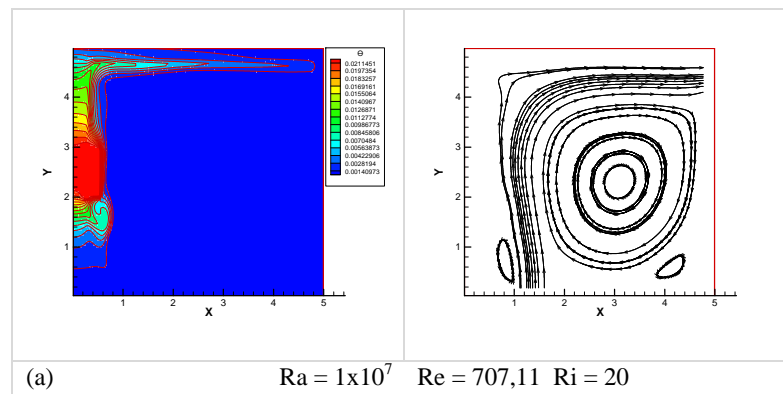 Θ
0.0211451
0.0197354
0.0183257
0.0169161
0.0155064
0.0140967
0.0126871
0.0112774
0.00986773
0.00845806
0.0070484
0.00563873
0.00422906
0.0028194
0.00140973
Y
4
3
2
1
1 2 3 4 5
X
Y
4
3
2
1
1 2 3 4 5
X
(a) Ra = 1x10⁷ Re = 707,11 Ri = 20